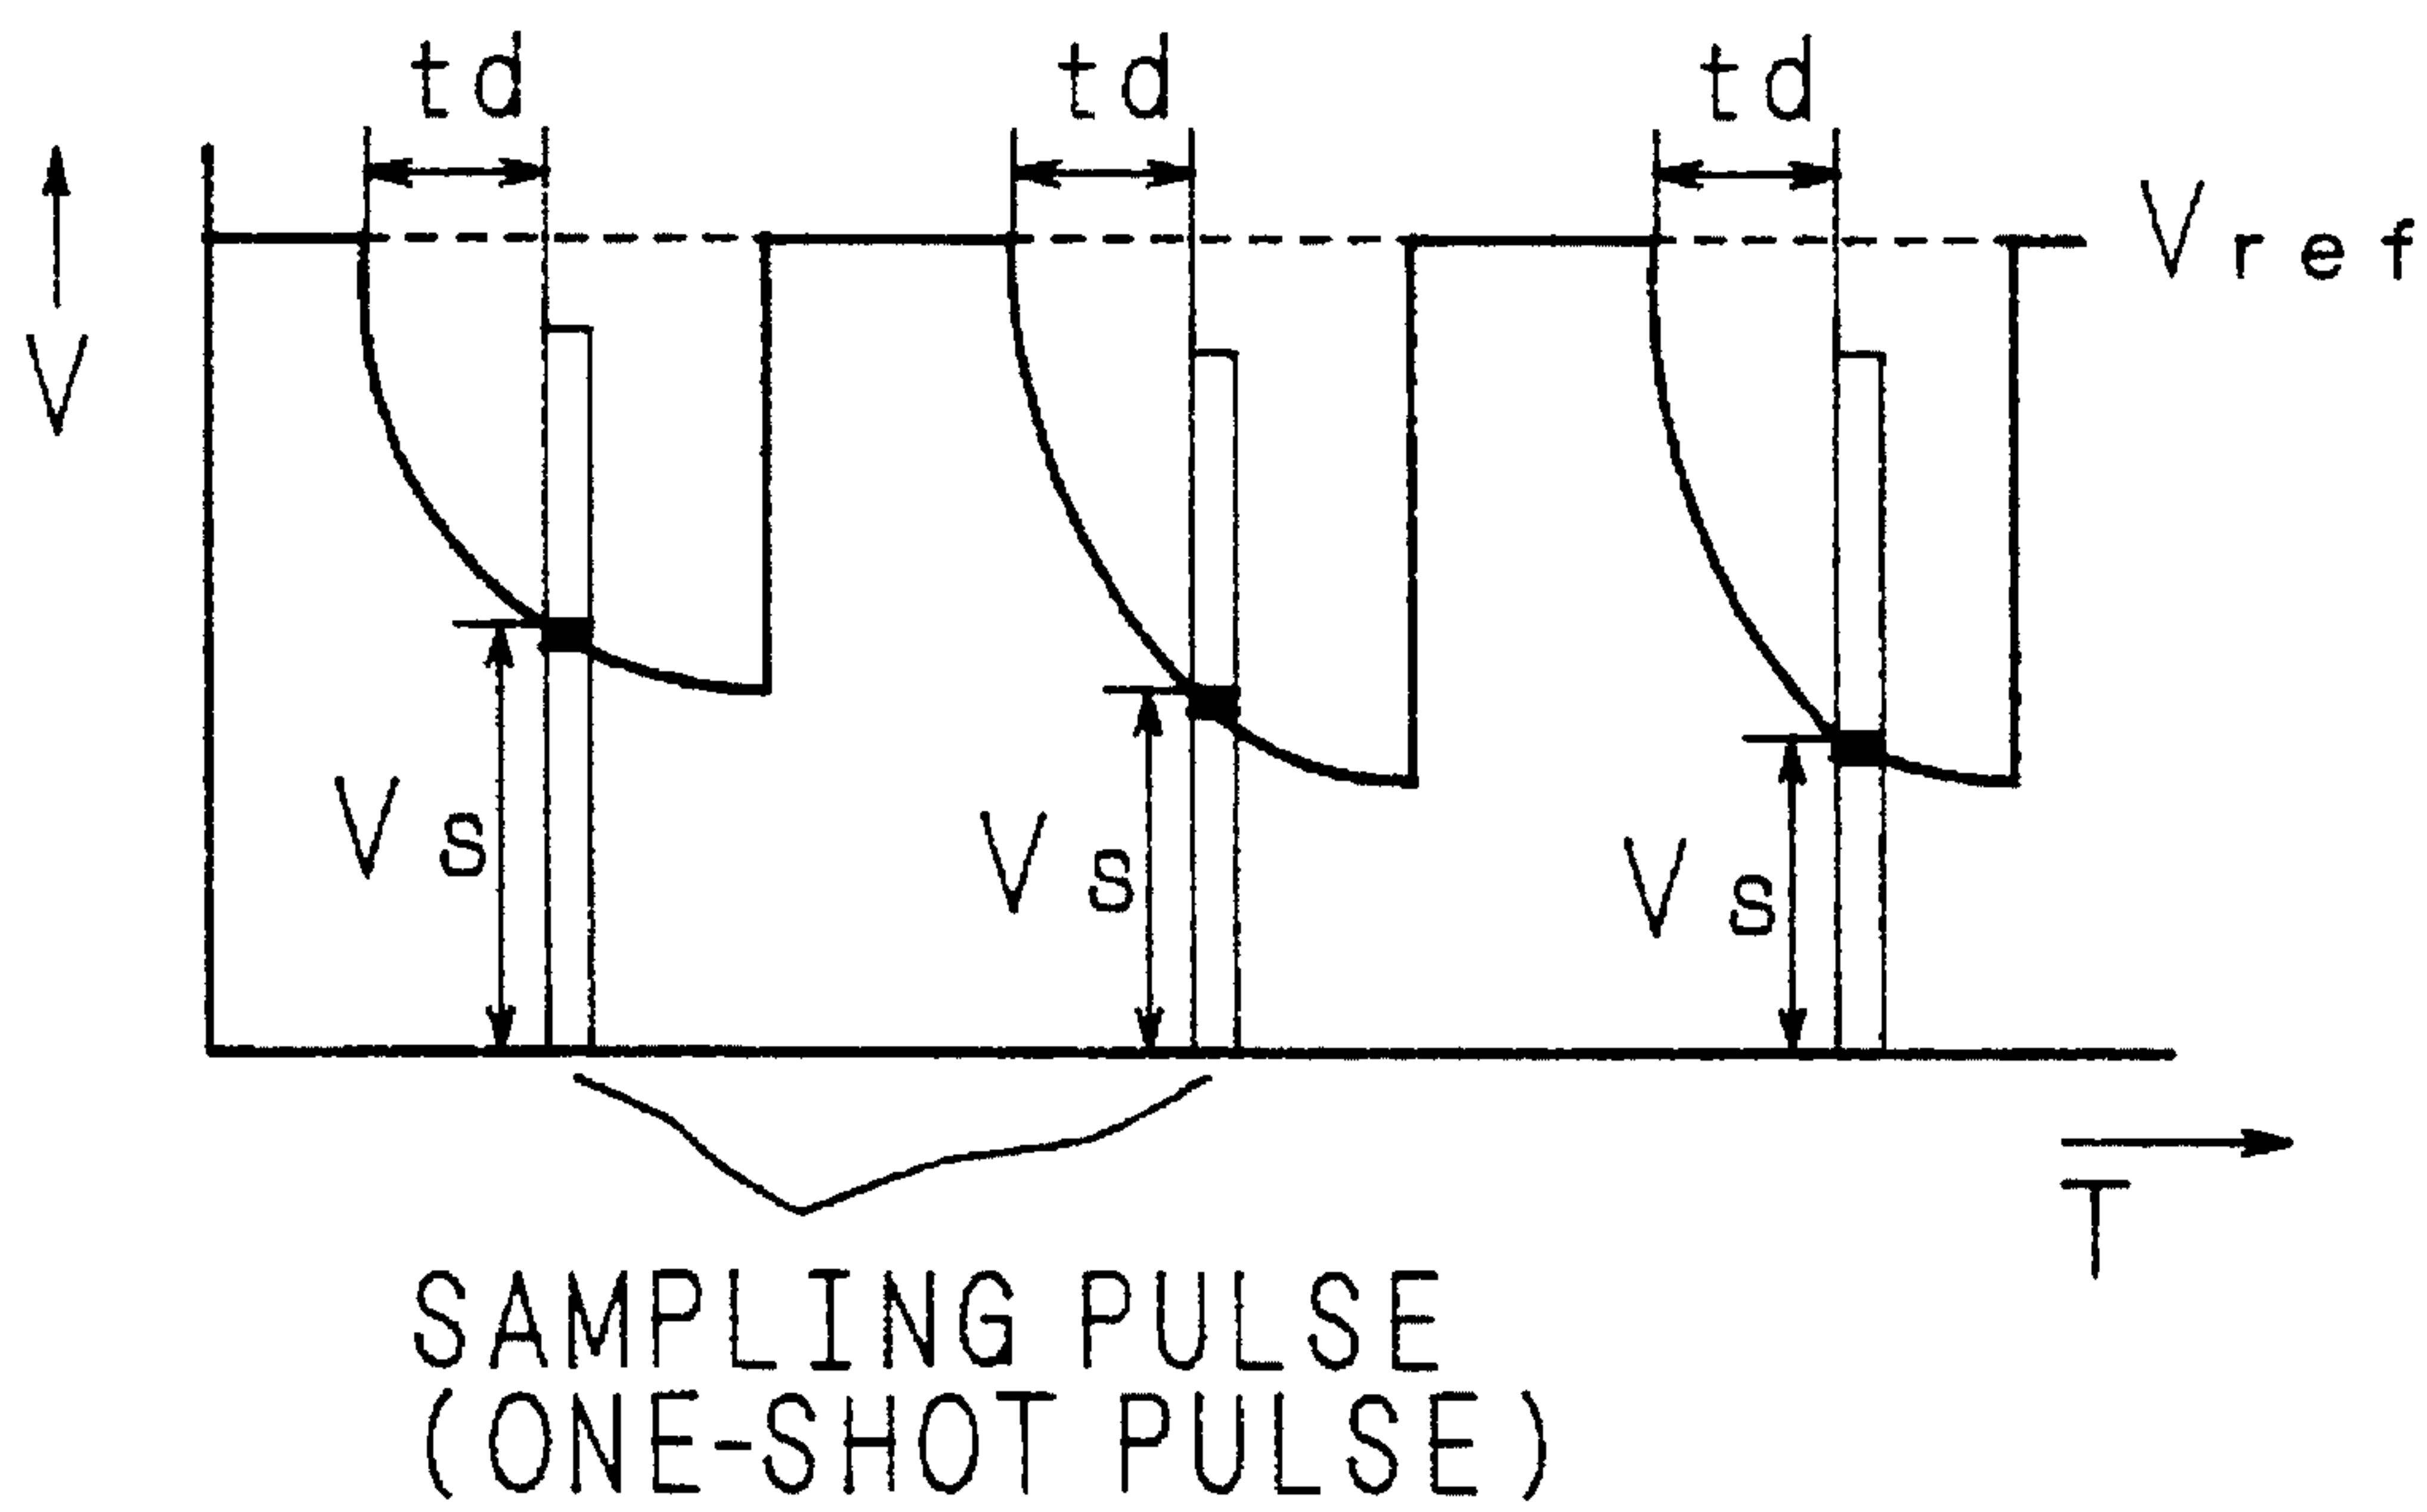 td td td
Vref
V
Vs
Vs
Vs
T
SAMPLING PULSE
(ONE-SHOT PULSE)